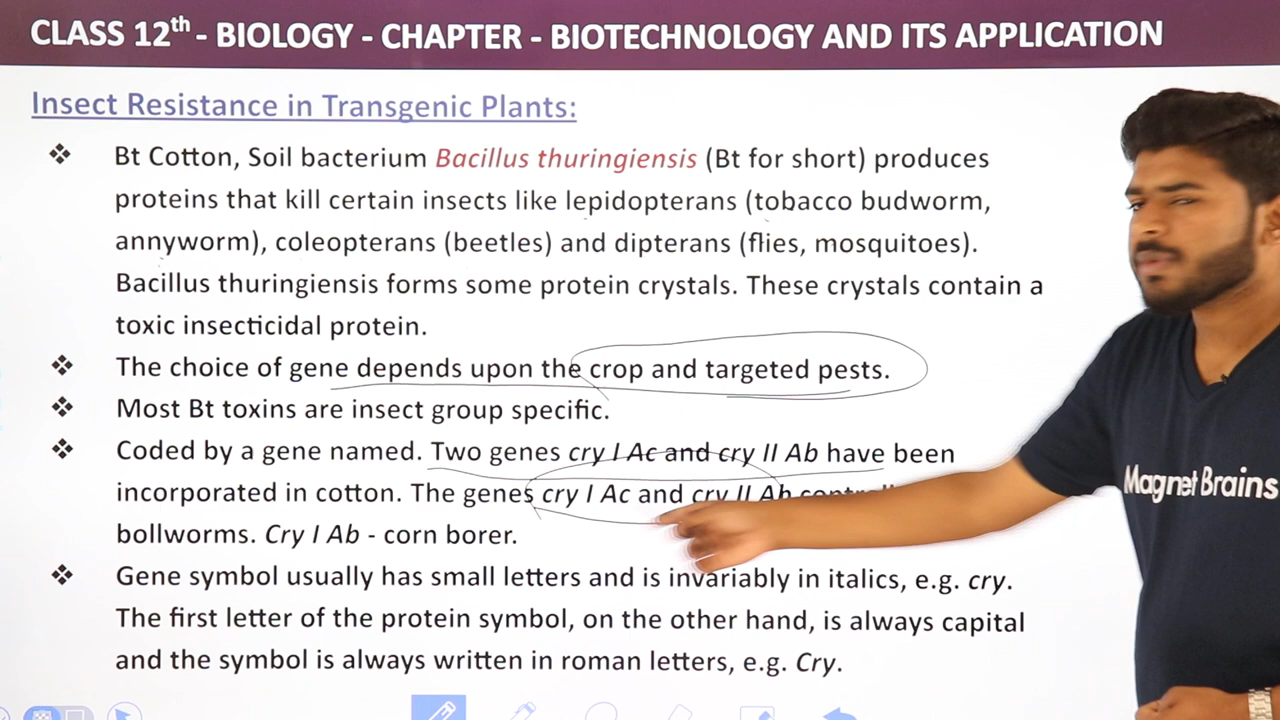 CLASS 12th - BIOLOGY - CHAPTER - BIOTECHNOLOGY AND ITS APPLICATION
Insect Resistance in Transgenic Plants:
❖ Bt Cotton, Soil bacterium Bacillus thuringiensis (Bt for short) produces
proteins that kill certain insects like lepidopterans (tobacco budworm,
annyworm), coleopterans (beetles) and dipterans (flies, mosquitoes).
Bacillus thuringiensis forms some protein crystals. These crystals contain a
toxic insecticidal protein.
❖ The choice of gene depends upon the crop and targeted pests.
❖ Most Bt toxins are insect group specific.
❖ Coded by a gene named. Two genes cry I Ac and cry II Ab have been
incorporated in cotton. The genes cry I Ac and cry II Ab
bollworms. Cry I Ab - corn borer.
❖ Gene symbol usually has small letters and is invariably in italics, e.g. cry.
The first letter of the protein symbol, on the other hand, is always capital
and the symbol is always written in roman letters, e.g. Cry.
Magnet Brains